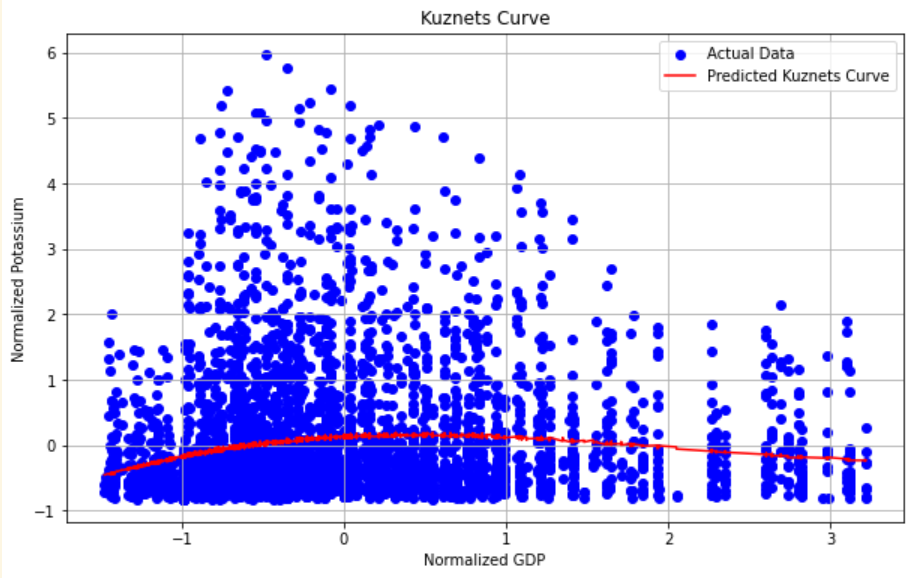 Kuznets Curve
Actual Data
Predicted Kuznets Curve
6
5
4
3
2
1
0
−1
Normalized Potassium
−1
0
1
2
3
Normalized GDP